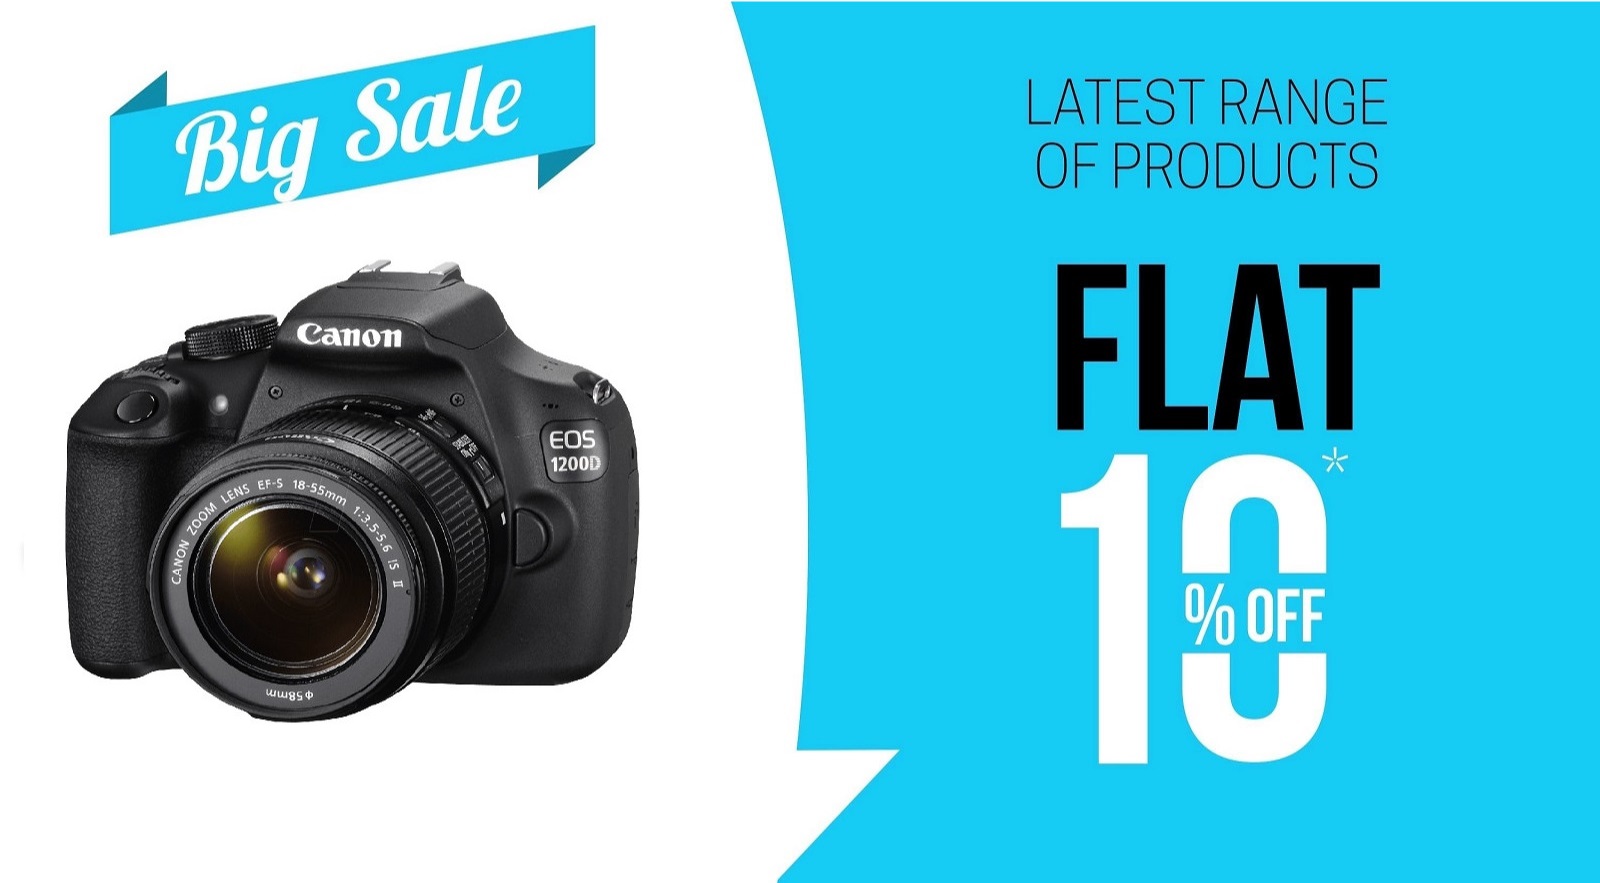 Big Sale
Canon
EOS
1200D
CANON ZOOM LENS EF-S 18-55mm 1:3.5-5.6 IS II
φ58mm
LATEST RANGE
OF PRODUCTS
FLAT
10*
% OFF